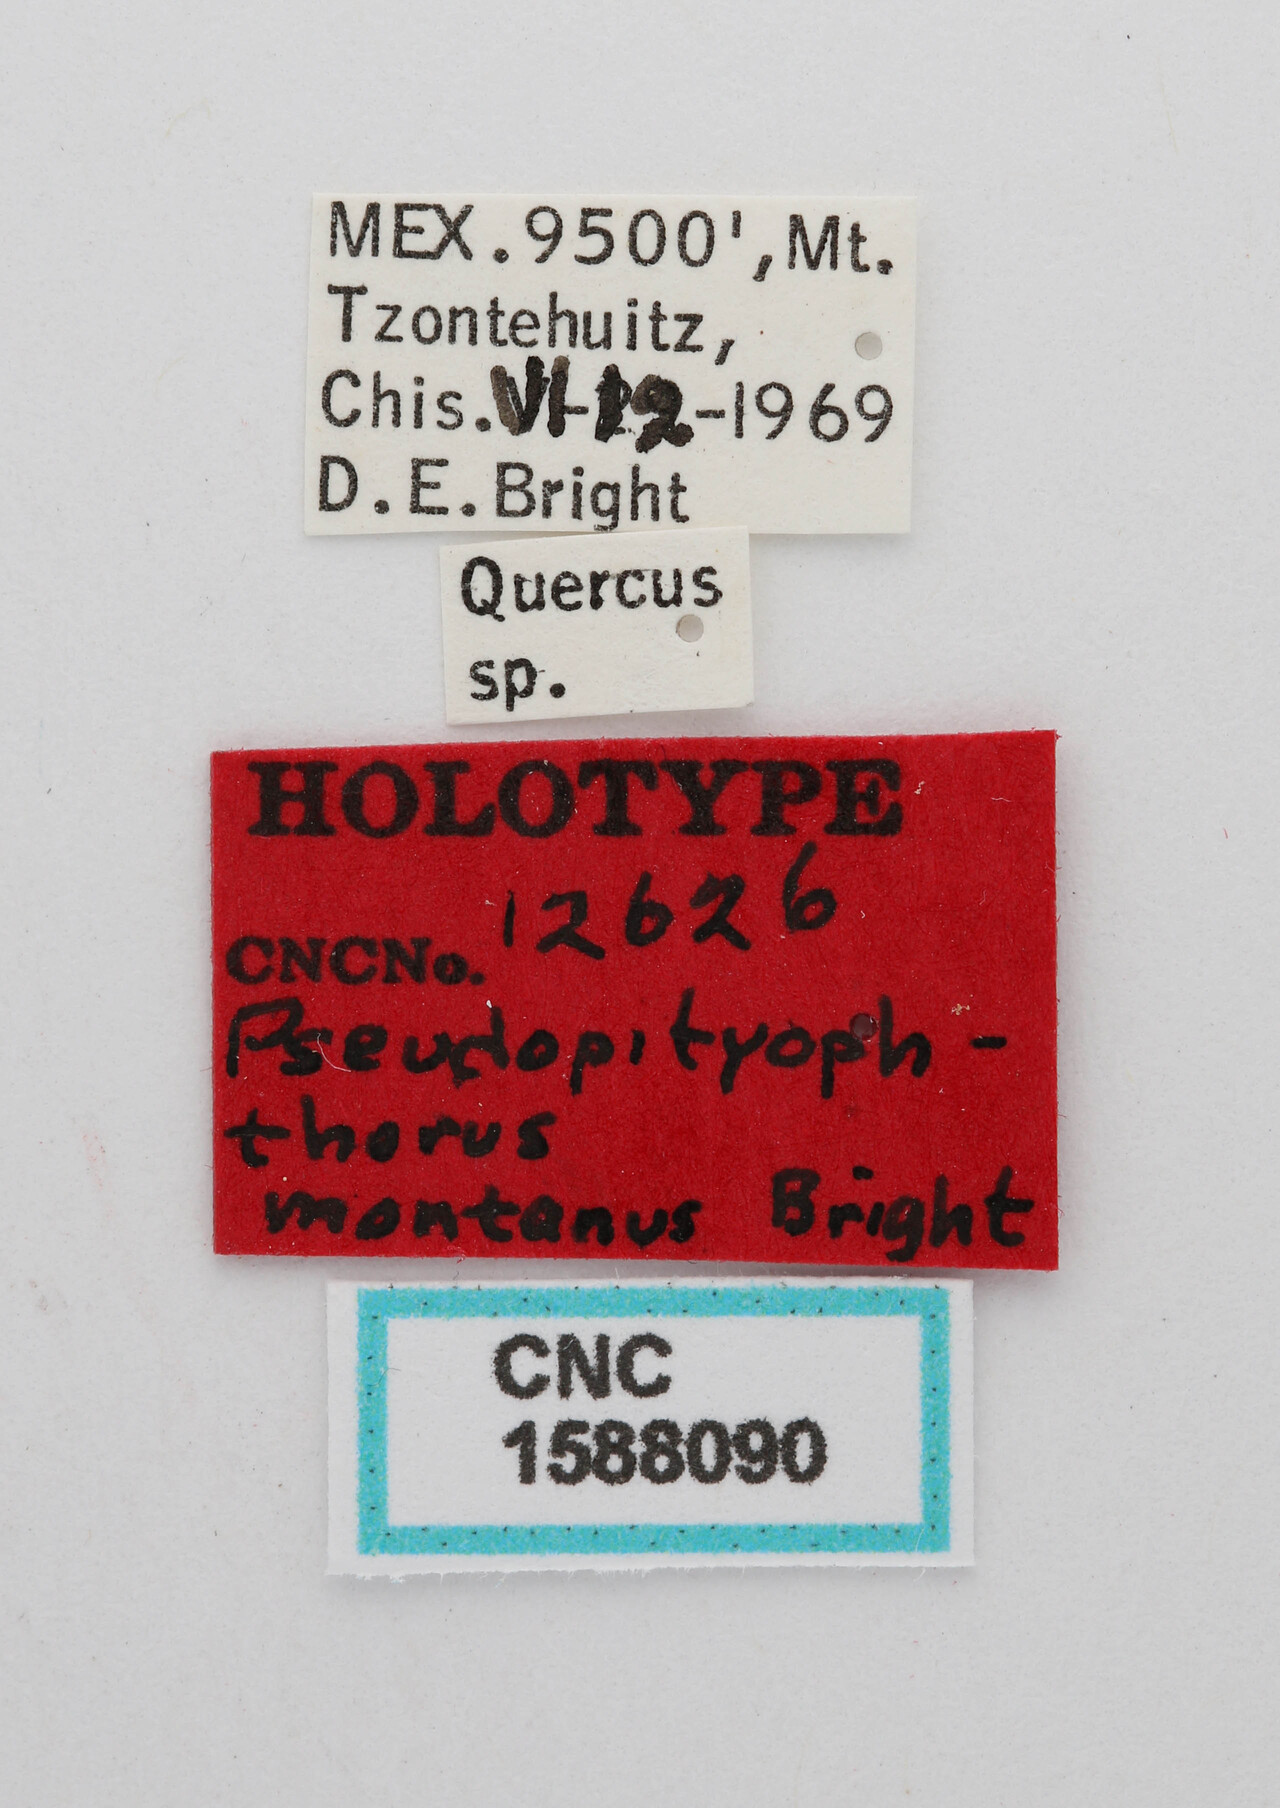 MEX. 9500', Mt.
Tzontehuitz,
Chis. VI-12-1969
D. E. Bright
Quercus
sp.
HOLOTYPE
12626
CNCNo.
Pseudopityoph-
thorus
montanus Bright
CNC
1588090